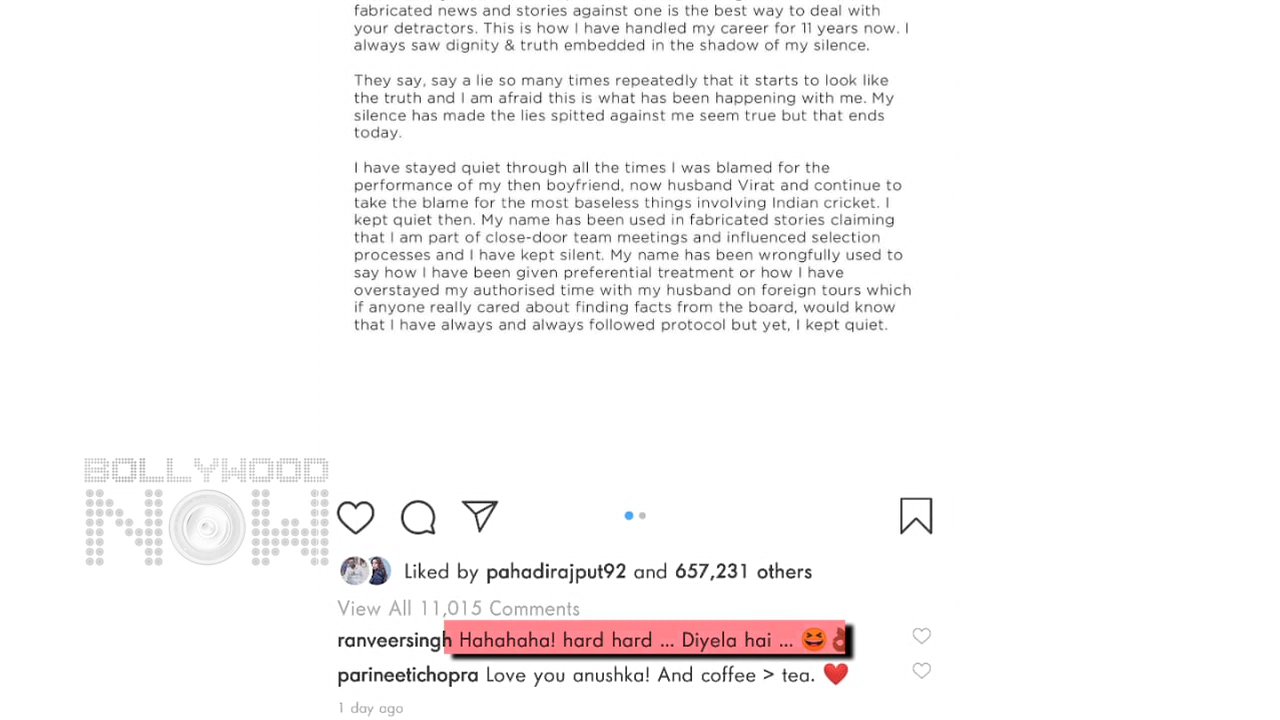 fabricated news and stories against one is the best way to deal with
your detractors. This is how I have handled my career for 11 years now. I
always saw dignity & truth embedded in the shadow of my silence.
They say, say a lie so many times repeatedly that it starts to look like
the truth and I am afraid this is what has been happening with me. My
silence has made the lies spitted against me seem true but that ends
today.
I have stayed quiet through all the times I was blamed for the
performance of my then boyfriend, now husband Virat and continue to
take the blame for the most baseless things involving Indian cricket. I
kept quiet then. My name has been used in fabricated stories claiming
that I am part of close-door team meetings and influenced selection
processes and I have kept silent. My name has been wrongfully used to
say how I have been given preferential treatment or how I have
overstayed my authorised time with my husband on foreign tours which
if anyone really cared about finding facts from the board, would know
that I have always and always followed protocol but yet, I kept quiet.
BOLLYWOOD
NOW
Liked by pahadirajput92 and 657,231 others
View All 11,015 Comments
ranveersingh Hahahaha! hard hard ... Diyela hai ... 😆👌
parineetichopra Love you anushka! And coffee > tea. ❤️
1 day ago